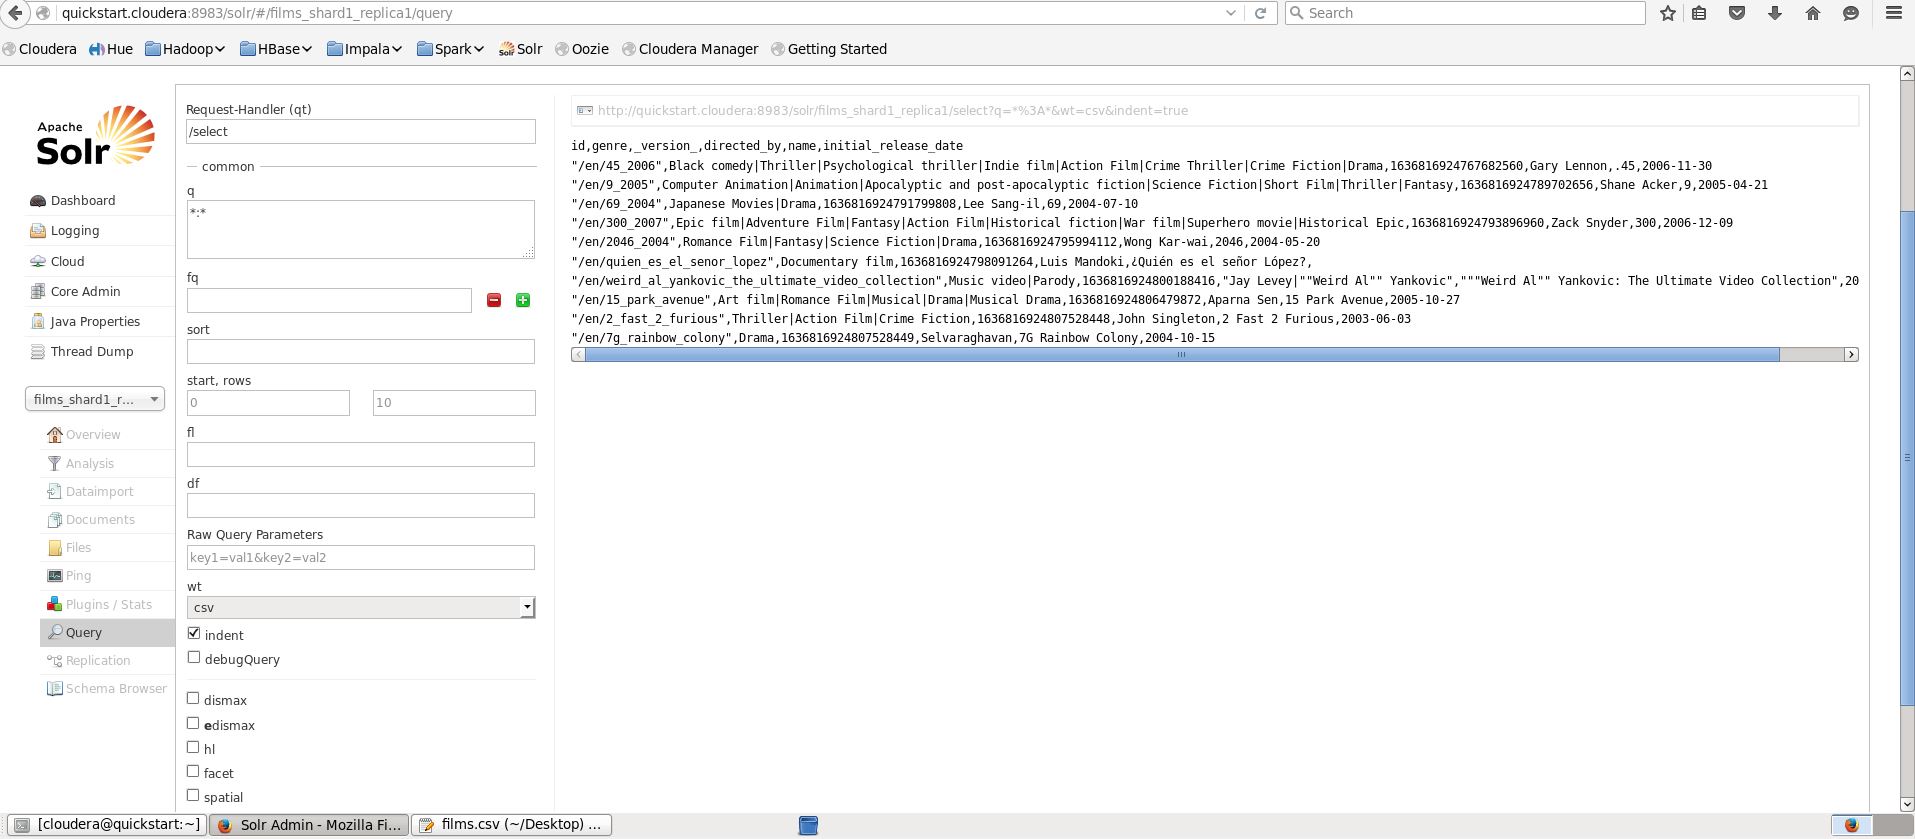 quickstart.cloudera:8983/solr/#/films_shard1_replica1/query
Search
Cloudera Hue Hadoop HBase Impala Spark Solr Oozie Cloudera Manager Getting Started
Apache
Solr
Dashboard
Logging
Cloud
Core Admin
Java Properties
Thread Dump
films_shard1_r...
Overview
Analysis
Dataimport
Documents
Files
Ping
Plugins / Stats
Query
Replication
Schema Browser
Request-Handler (qt)
/select
common
q
*:*
fq
sort
start, rows
0 10
fl
df
Raw Query Parameters
key1=val1&key2=val2
wt
csv
indent
debugQuery
dismax
edismax
hl
facet
spatial
http://quickstart.cloudera:8983/solr/films_shard1_replica1/select?q=*%3A*&wt=csv&indent=true
id,genre,_version_,directed_by,name,initial_release_date
"/en/45_2006",Black comedy|Thriller|Psychological thriller|Indie film|Action Film|Crime Thriller|Crime Fiction|Drama,1636816924767682560,Gary Lennon,.45,2006-11-30
"/en/9_2005",Computer Animation|Animation|Apocalyptic and post-apocalyptic fiction|Science Fiction|Short Film|Thriller|Fantasy,1636816924789702656,Shane Acker,9,2005-04-21
"/en/69_2004",Japanese Movies|Drama,1636816924791799808,Lee Sang-il,69,2004-07-10
"/en/300_2007",Epic film|Adventure Film|Fantasy|Action Film|Historical fiction|War film|Superhero movie|Historical Epic,1636816924793896960,Zack Snyder,300,2006-12-09
"/en/2046_2004",Romance Film|Fantasy|Science Fiction|Drama,1636816924795994112,Wong Kar-wai,2046,2004-05-20
"/en/quien_es_el_senor_lopez",Documentary film,1636816924798091264,Luis Mandoki,¿Quién es el señor López?,
"/en/weird_al_yankovic_the_ultimate_video_collection",Music video|Parody,1636816924800188416,"Jay Levey|""Weird Al"" Yankovic","""Weird Al"" Yankovic: The Ultimate Video Collection",20
"/en/15_park_avenue",Art film|Romance Film|Musical|Drama|Musical Drama,1636816924806479872,Aparna Sen,15 Park Avenue,2005-10-27
"/en/2_fast_2_furious",Thriller|Action Film|Crime Fiction,1636816924807528448,John Singleton,2 Fast 2 Furious,2003-06-03
"/en/7g_rainbow_colony",Drama,1636816924807528449,Selvaraghavan,7G Rainbow Colony,2004-10-15
[cloudera@quickstart:~] Solr Admin - Mozilla Fi... films.csv (~/Desktop) ...